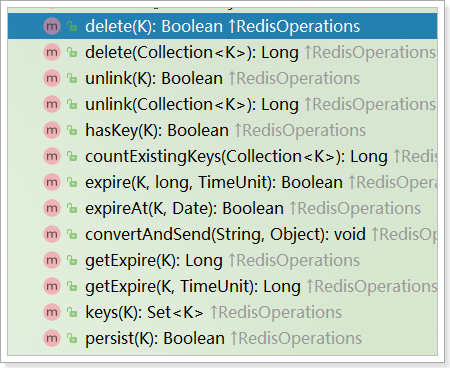 m delete(K): Boolean ↑RedisOperations
m delete(Collection<K>): Long ↑RedisOperations
m unlink(K): Boolean ↑RedisOperations
m unlink(Collection<K>): Long ↑RedisOperations
m hasKey(K): Boolean ↑RedisOperations
m countExistingKeys(Collection<K>): Long ↑RedisOperations
m expire(K, long, TimeUnit): Boolean ↑RedisOperations
m expireAt(K, Date): Boolean ↑RedisOperations
m convertAndSend(String, Object): void ↑RedisOp
m getExpire(K): Long ↑RedisOperations
m getExpire(K, TimeUnit): Long ↑RedisOperations
m keys(K): Set<K> ↑RedisOperations
m persist(K): Boolean ↑RedisOperations